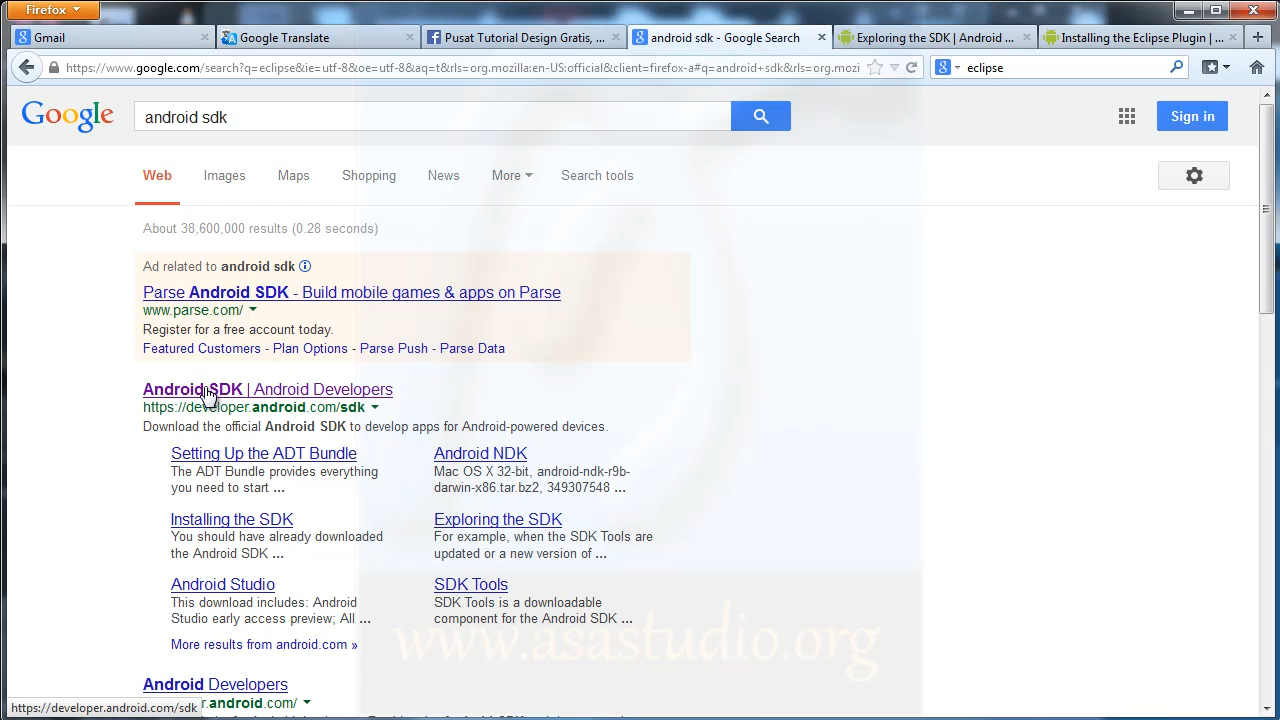 Firefox
Gmail
Google Translate
Pusat Tutorial Design Gratis, ...
android sdk - Google Search
Exploring the SDK | Android ...
Installing the Eclipse Plugin | ...
https://www.google.com/search?q=eclipse&ie=utf-8&oe=utf-8&aq=t&rls=org.mozilla:en-US:official&client=firefox-a#q=android+sdk&rls=org.mozi
eclipse
Google
android sdk
Sign in
Web
Images
Maps
Shopping
News
More
Search tools
About 38,600,000 results (0.28 seconds)
Ad related to android sdk
Parse Android SDK - Build mobile games & apps on Parse
www.parse.com/
Register for a free account today.
Featured Customers - Plan Options - Parse Push - Parse Data
Android SDK | Android Developers
https://developer.android.com/sdk
Download the official Android SDK to develop apps for Android-powered devices.
Setting Up the ADT Bundle
The ADT Bundle provides everything
you need to start ...
Android NDK
Mac OS X 32-bit, android-ndk-r9b-
darwin-x86.tar.bz2, 349307548 ...
Installing the SDK
You should have already downloaded
the Android SDK ...
Exploring the SDK
For example, when the SDK Tools are
updated or a new version of ...
Android Studio
This download includes: Android
Studio early access preview; All ...
SDK Tools
SDK Tools is a downloadable
component for the Android SDK ...
More results from android.com »
www.asastudio.org
Android Developers
r.android.com/
https://developer.android.com/sdk